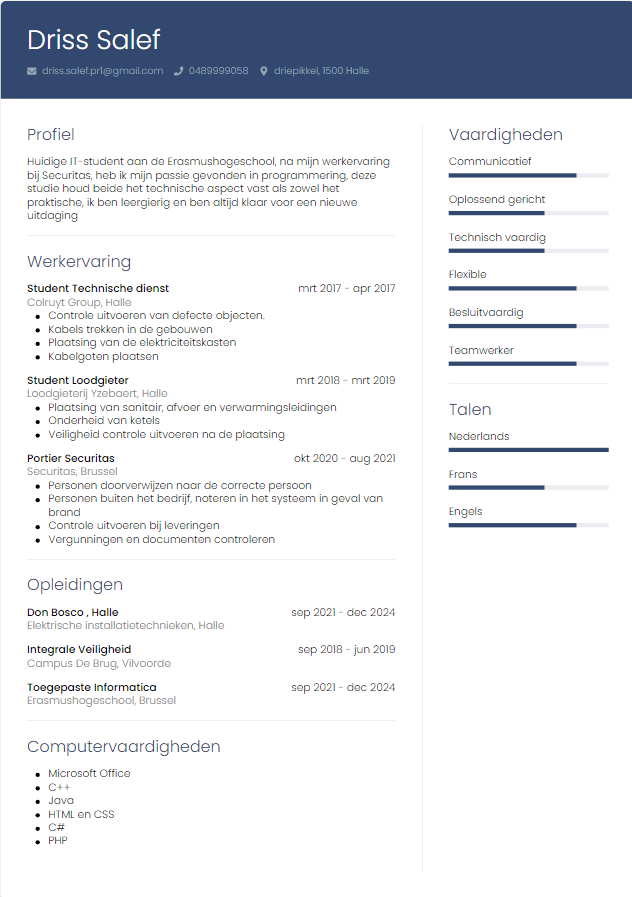 Driss Salef
driss.salef.pr1@gmail.com 0489999058 driepikkel, 1500 Halle
Profiel
Huidige IT-student aan de Erasmushogeschool, na mijn werkervaring
bij Securitas, heb ik mijn passie gevonden in programmering, deze
studie houd beide het technische aspect vast als zowel het
praktische, ik ben leergierig en ben altijd klaar voor een nieuwe
uitdaging
Werkervaring
Student Technische dienst mrt 2017 - apr 2017
Colruyt Group, Halle
• Controle uitvoeren van defecte objecten.
• Kabels trekken in de gebouwen
• Plaatsing van de elektriciteitskasten
• Kabelgoten plaatsen
Student Loodgieter mrt 2018 - mrt 2019
Loodgieterij Yzebaert, Halle
• Plaatsing van sanitair, afvoer en verwarmingsleidingen
• Onderheid van ketels
• Veiligheid controle uitvoeren na de plaatsing
Portier Securitas okt 2020 - aug 2021
Securitas, Brussel
• Personen doorverwijzen naar de correcte persoon
• Personen buiten het bedrijf, noteren in het systeem in geval van
brand
• Controle uitvoeren bij leveringen
• Vergunningen en documenten controleren
Opleidingen
Don Bosco , Halle sep 2021 - dec 2024
Elektrische installatietechnieken, Halle
Integrale Veiligheid sep 2018 - jun 2019
Campus De Brug, Vilvoorde
Toegepaste Informatica sep 2021 - dec 2024
Erasmushogeschool, Brussel
Computervaardigheden
• Microsoft Office
• C++
• Java
• HTML en CSS
• C#
• PHP
Vaardigheden
Communicatief
Oplossend gericht
Technisch vaardig
Flexible
Besluitvaardig
Teamwerker
Talen
Nederlands
Frans
Engels